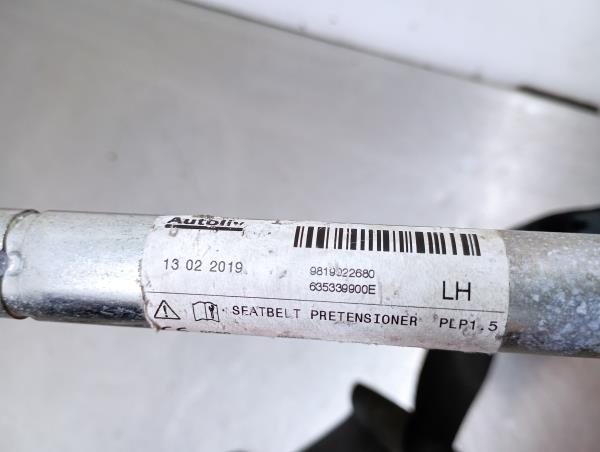 Autoliv
13 02 2019
9819022680
635339900E
LH
SEATBELT PRETENSIONER PLP1.5